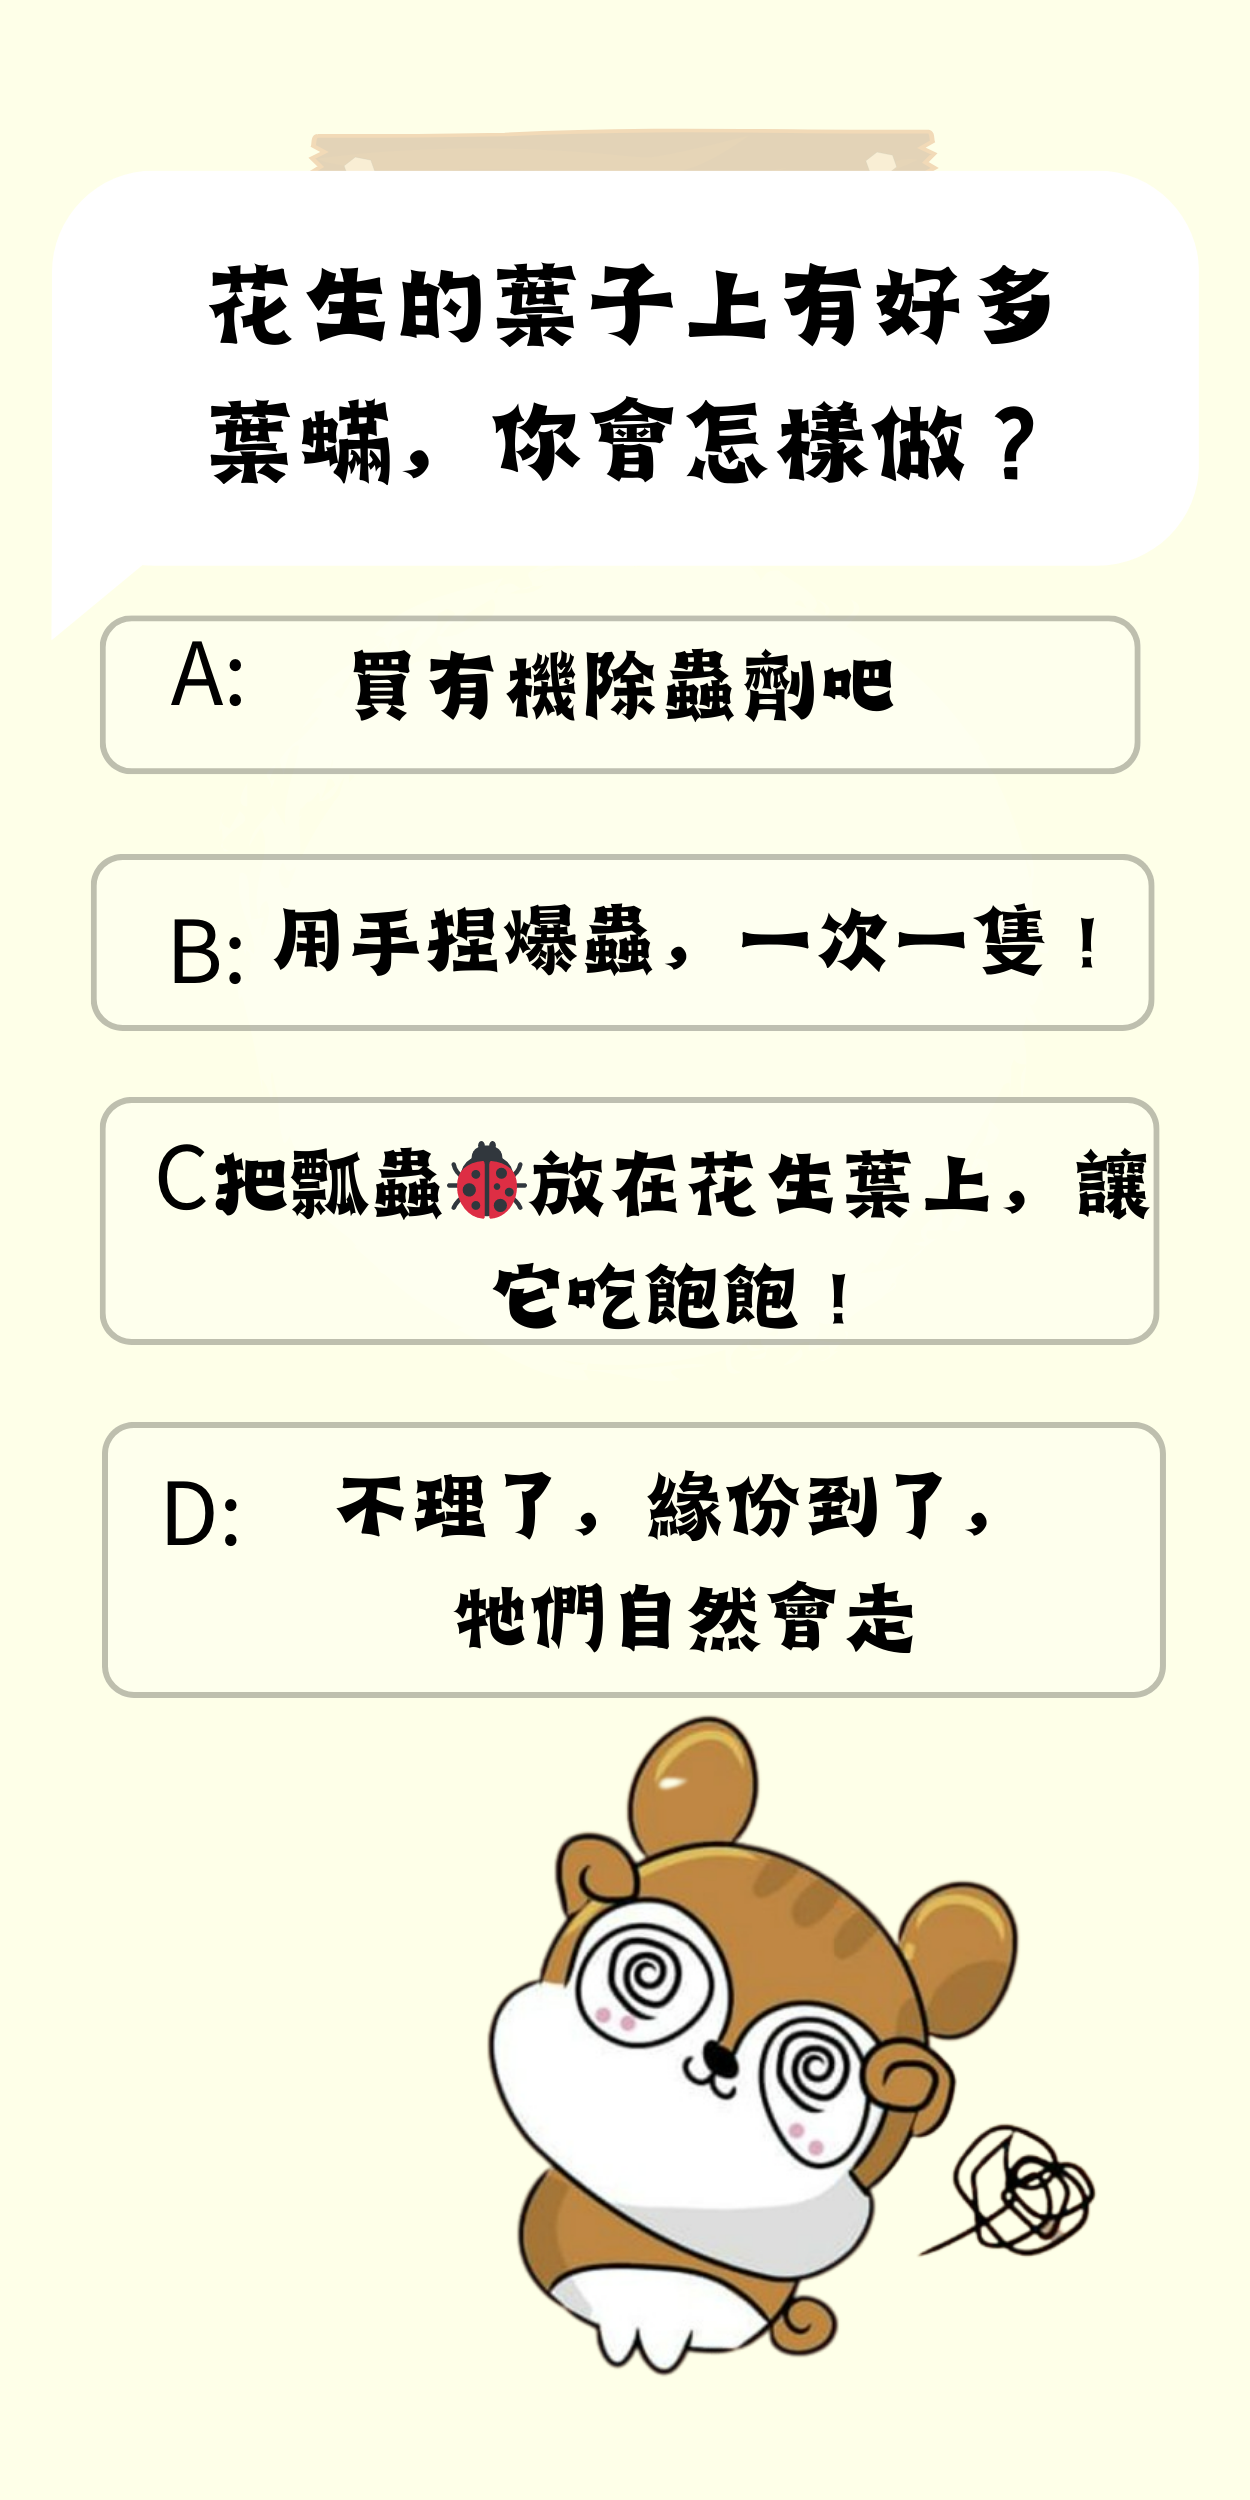 花生的葉子上有好多
葉蟎，你會怎樣做？
A: 買有機除蟲劑吧
B: 用手捏爆蟲，一次一隻！
C: 把瓢蟲🐞放在花生葉上，讓
它吃飽飽！
D: 不理了，緣份到了，
牠們自然會走